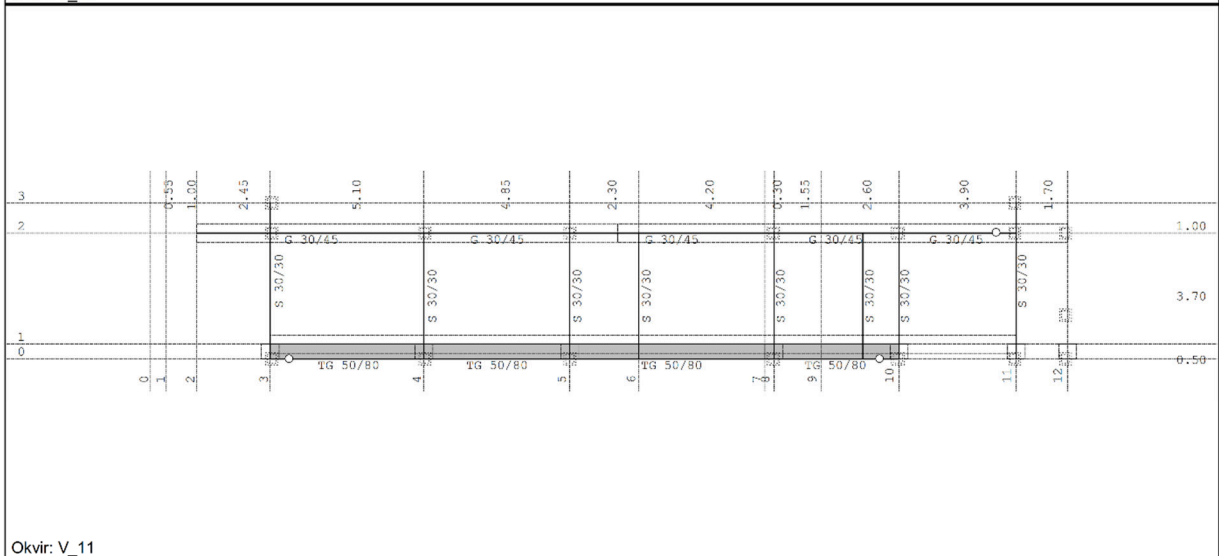 3
0.55
1.00
2.45
5.10
4.85
2.30
4.20
0.30
1.55
2.60
3.90
1.70
2
G 30/45
G 30/45
G 30/45
G 30/45
G 30/45
1.00
S 30/30
S 30/30
S 30/30
S 30/30
S 30/30
S 30/30
S 30/30
S 30/30
3.70
1
0
TG 50/80
TG 50/80
TG 50/80
TG 50/80
0.50
0
1
2
3
4
5
6
7
8
9
10
11
12
Okvir: V_11